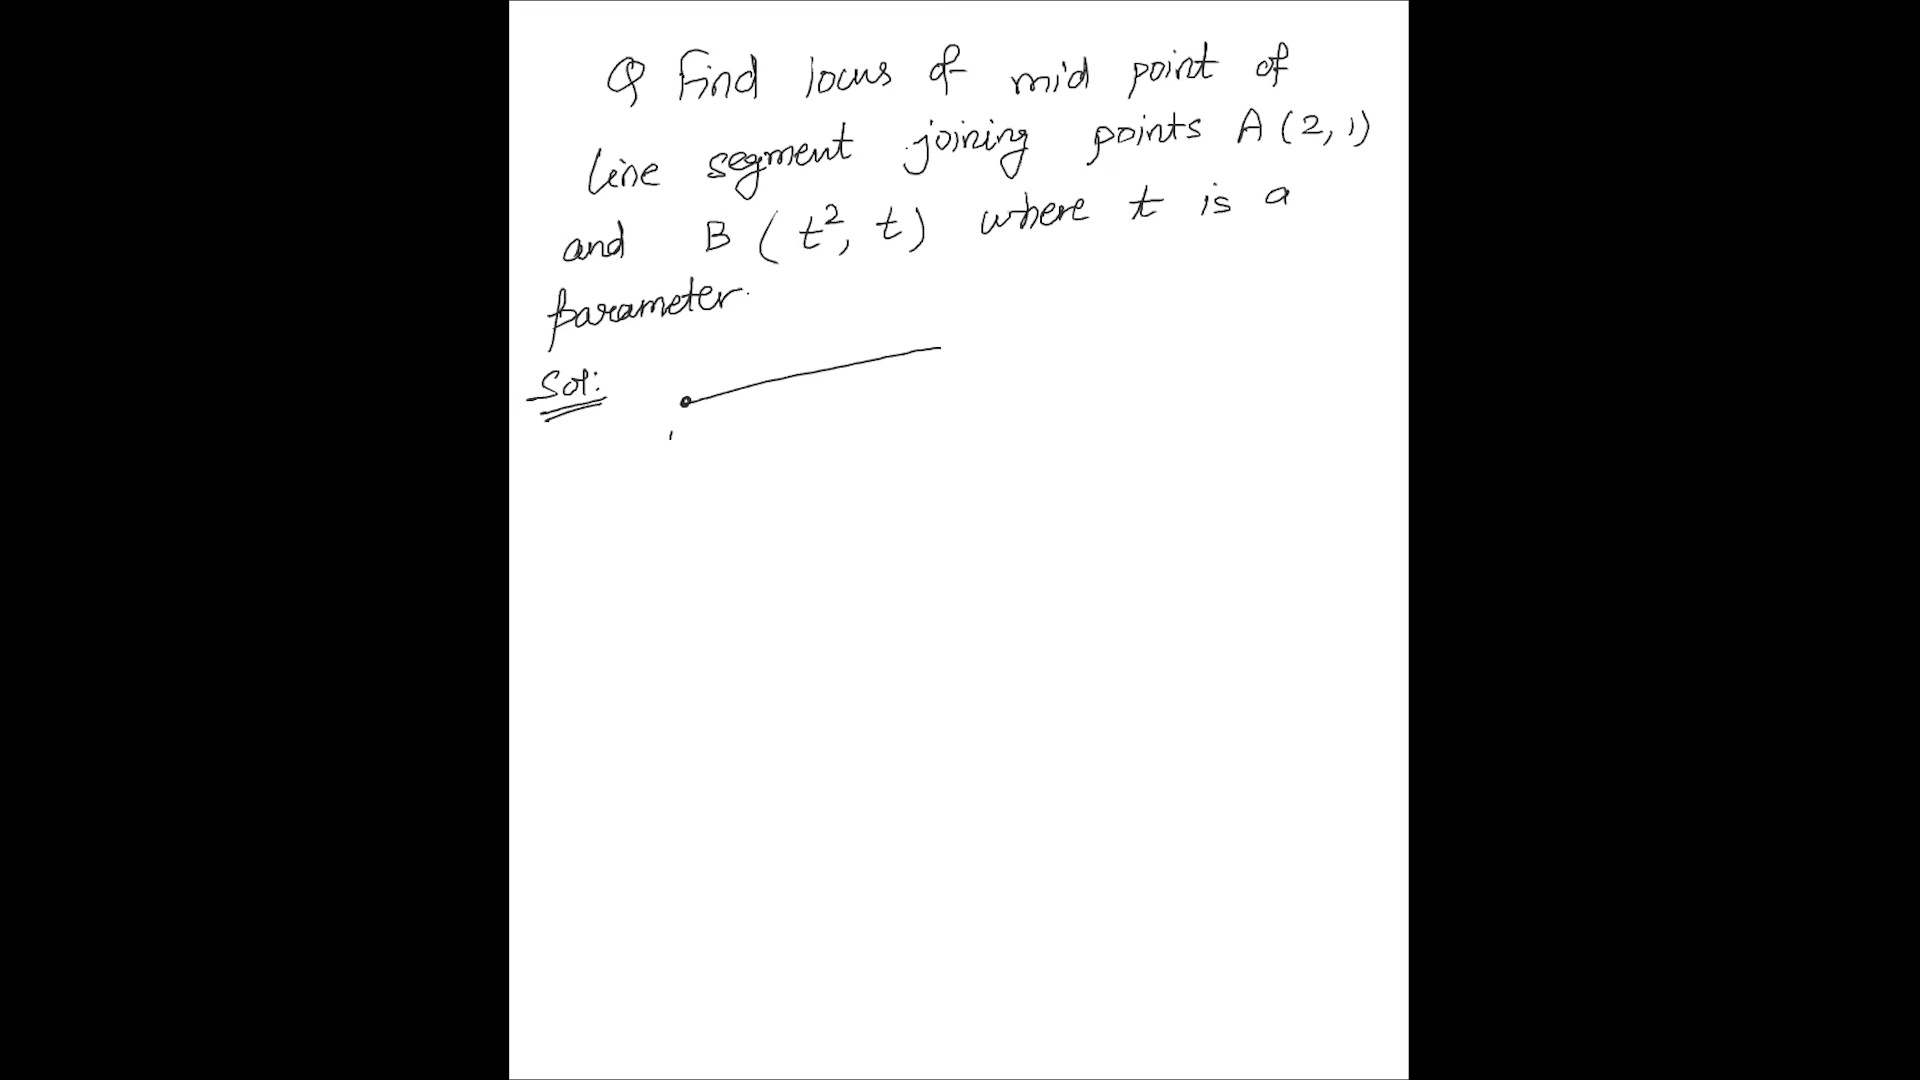 Q Find locus of mid point of
line segment joining points A (2, 1)
and B ( t², t ) where t is a
parameter.
Sol: